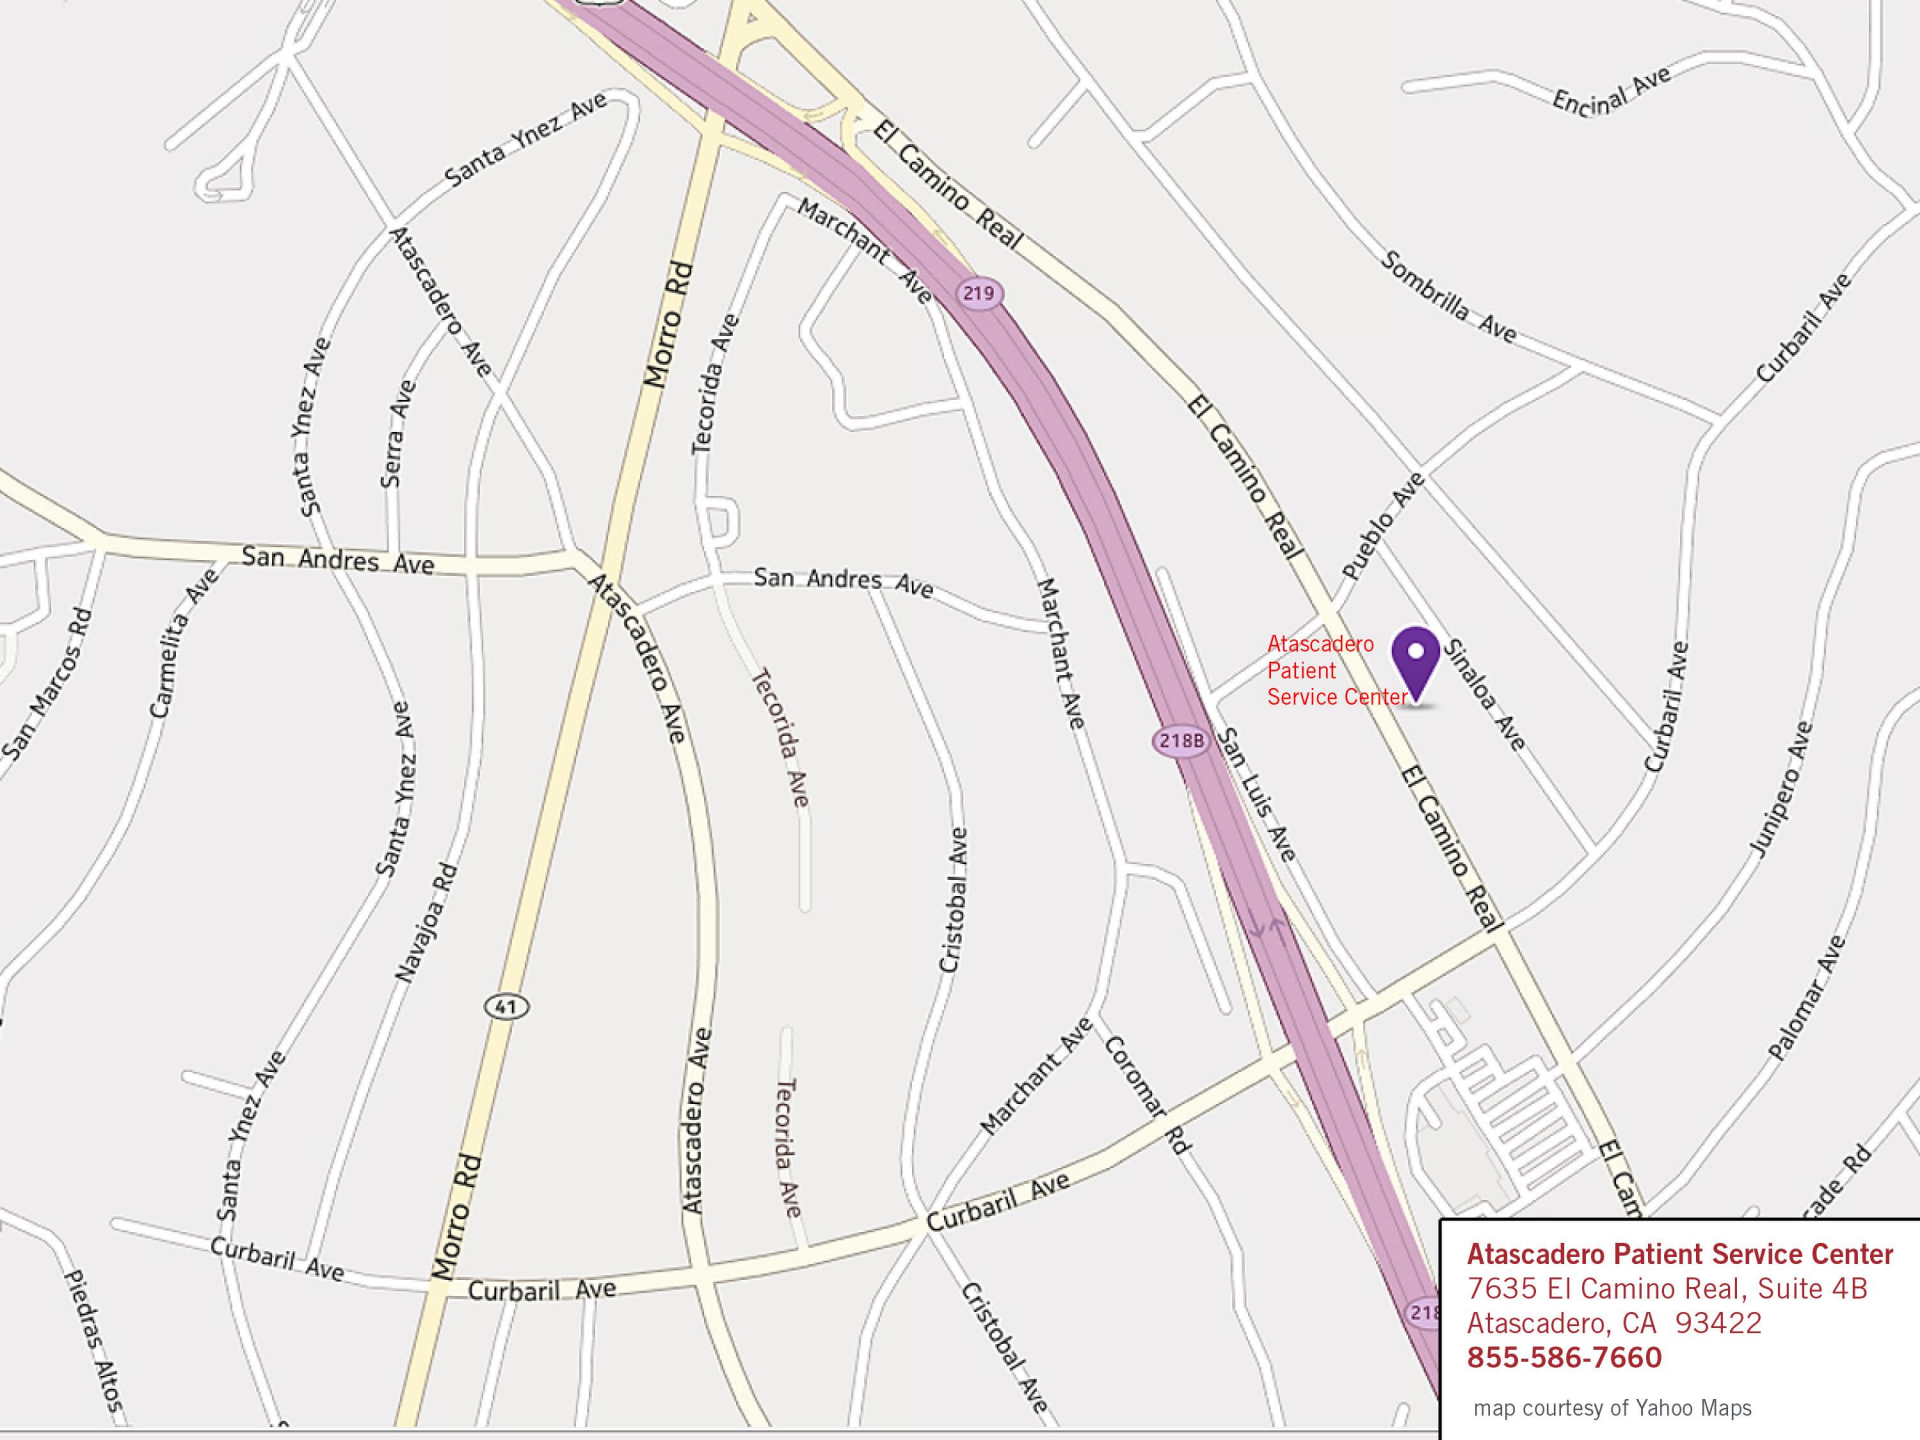 Encinal Ave
Santa Ynez Ave
El Camino Real
Marchant Ave
Atascadero Ave
Morro Rd
219
Sombrilla Ave
Curbaril Ave
Tecorida Ave
Santa Ynez Ave
Serra Ave
El Camino Real
Pueblo Ave
San Andres Ave
San Andres Ave
Atascadero Ave
Marchant Ave
Carmelita Ave
San Marcos Rd
Atascadero
Patient
Service Center
Sinaloa Ave
Curbaril Ave
Tecorida Ave
Santa Ynez Ave
218B
San Luis Ave
El Camino Real
Junipero Ave
Navajoa Rd
Cristobal Ave
41
Palomar Ave
Marchant Ave
Coromar Rd
Santa Ynez Ave
Atascadero Ave
Tecorida Ave
Morro Rd
Curbaril Ave
El Cam
cade Rd
Curbaril Ave
Curbaril Ave
Piedras Altos
Cristobal Ave
218
Atascadero Patient Service Center
7635 El Camino Real, Suite 4B
Atascadero, CA 93422
855-586-7660
map courtesy of Yahoo Maps